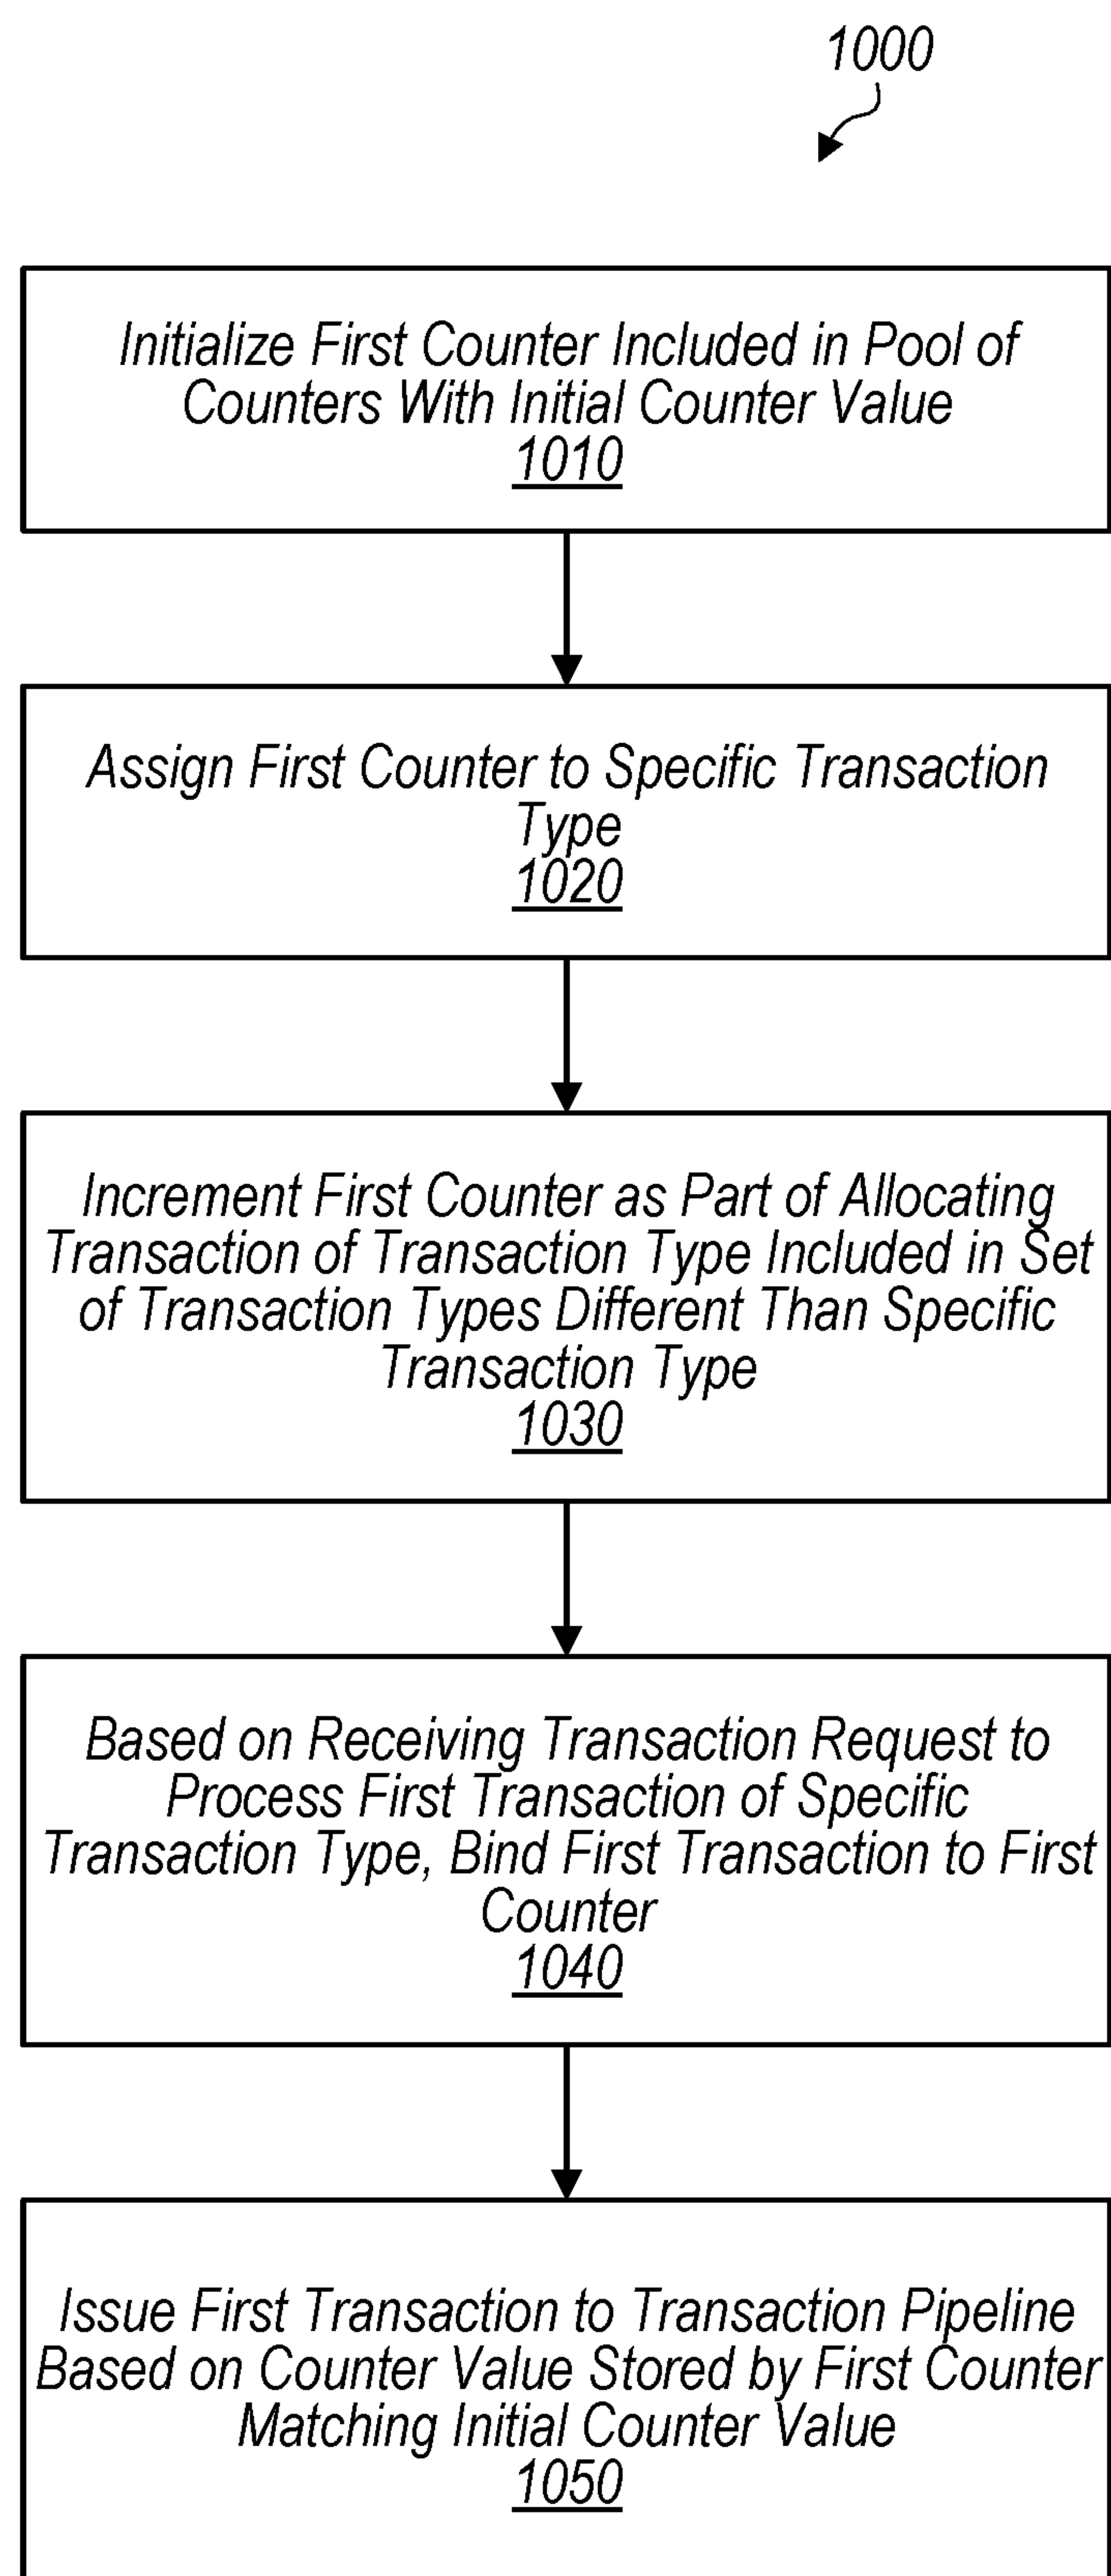 1000
Initialize First Counter Included in Pool of
Counters With Initial Counter Value
1010
Assign First Counter to Specific Transaction
Type
1020
Increment First Counter as Part of Allocating
Transaction of Transaction Type Included in Set
of Transaction Types Different Than Specific
Transaction Type
1030
Based on Receiving Transaction Request to
Process First Transaction of Specific
Transaction Type, Bind First Transaction to First
Counter
1040
Issue First Transaction to Transaction Pipeline
Based on Counter Value Stored by First Counter
Matching Initial Counter Value
1050